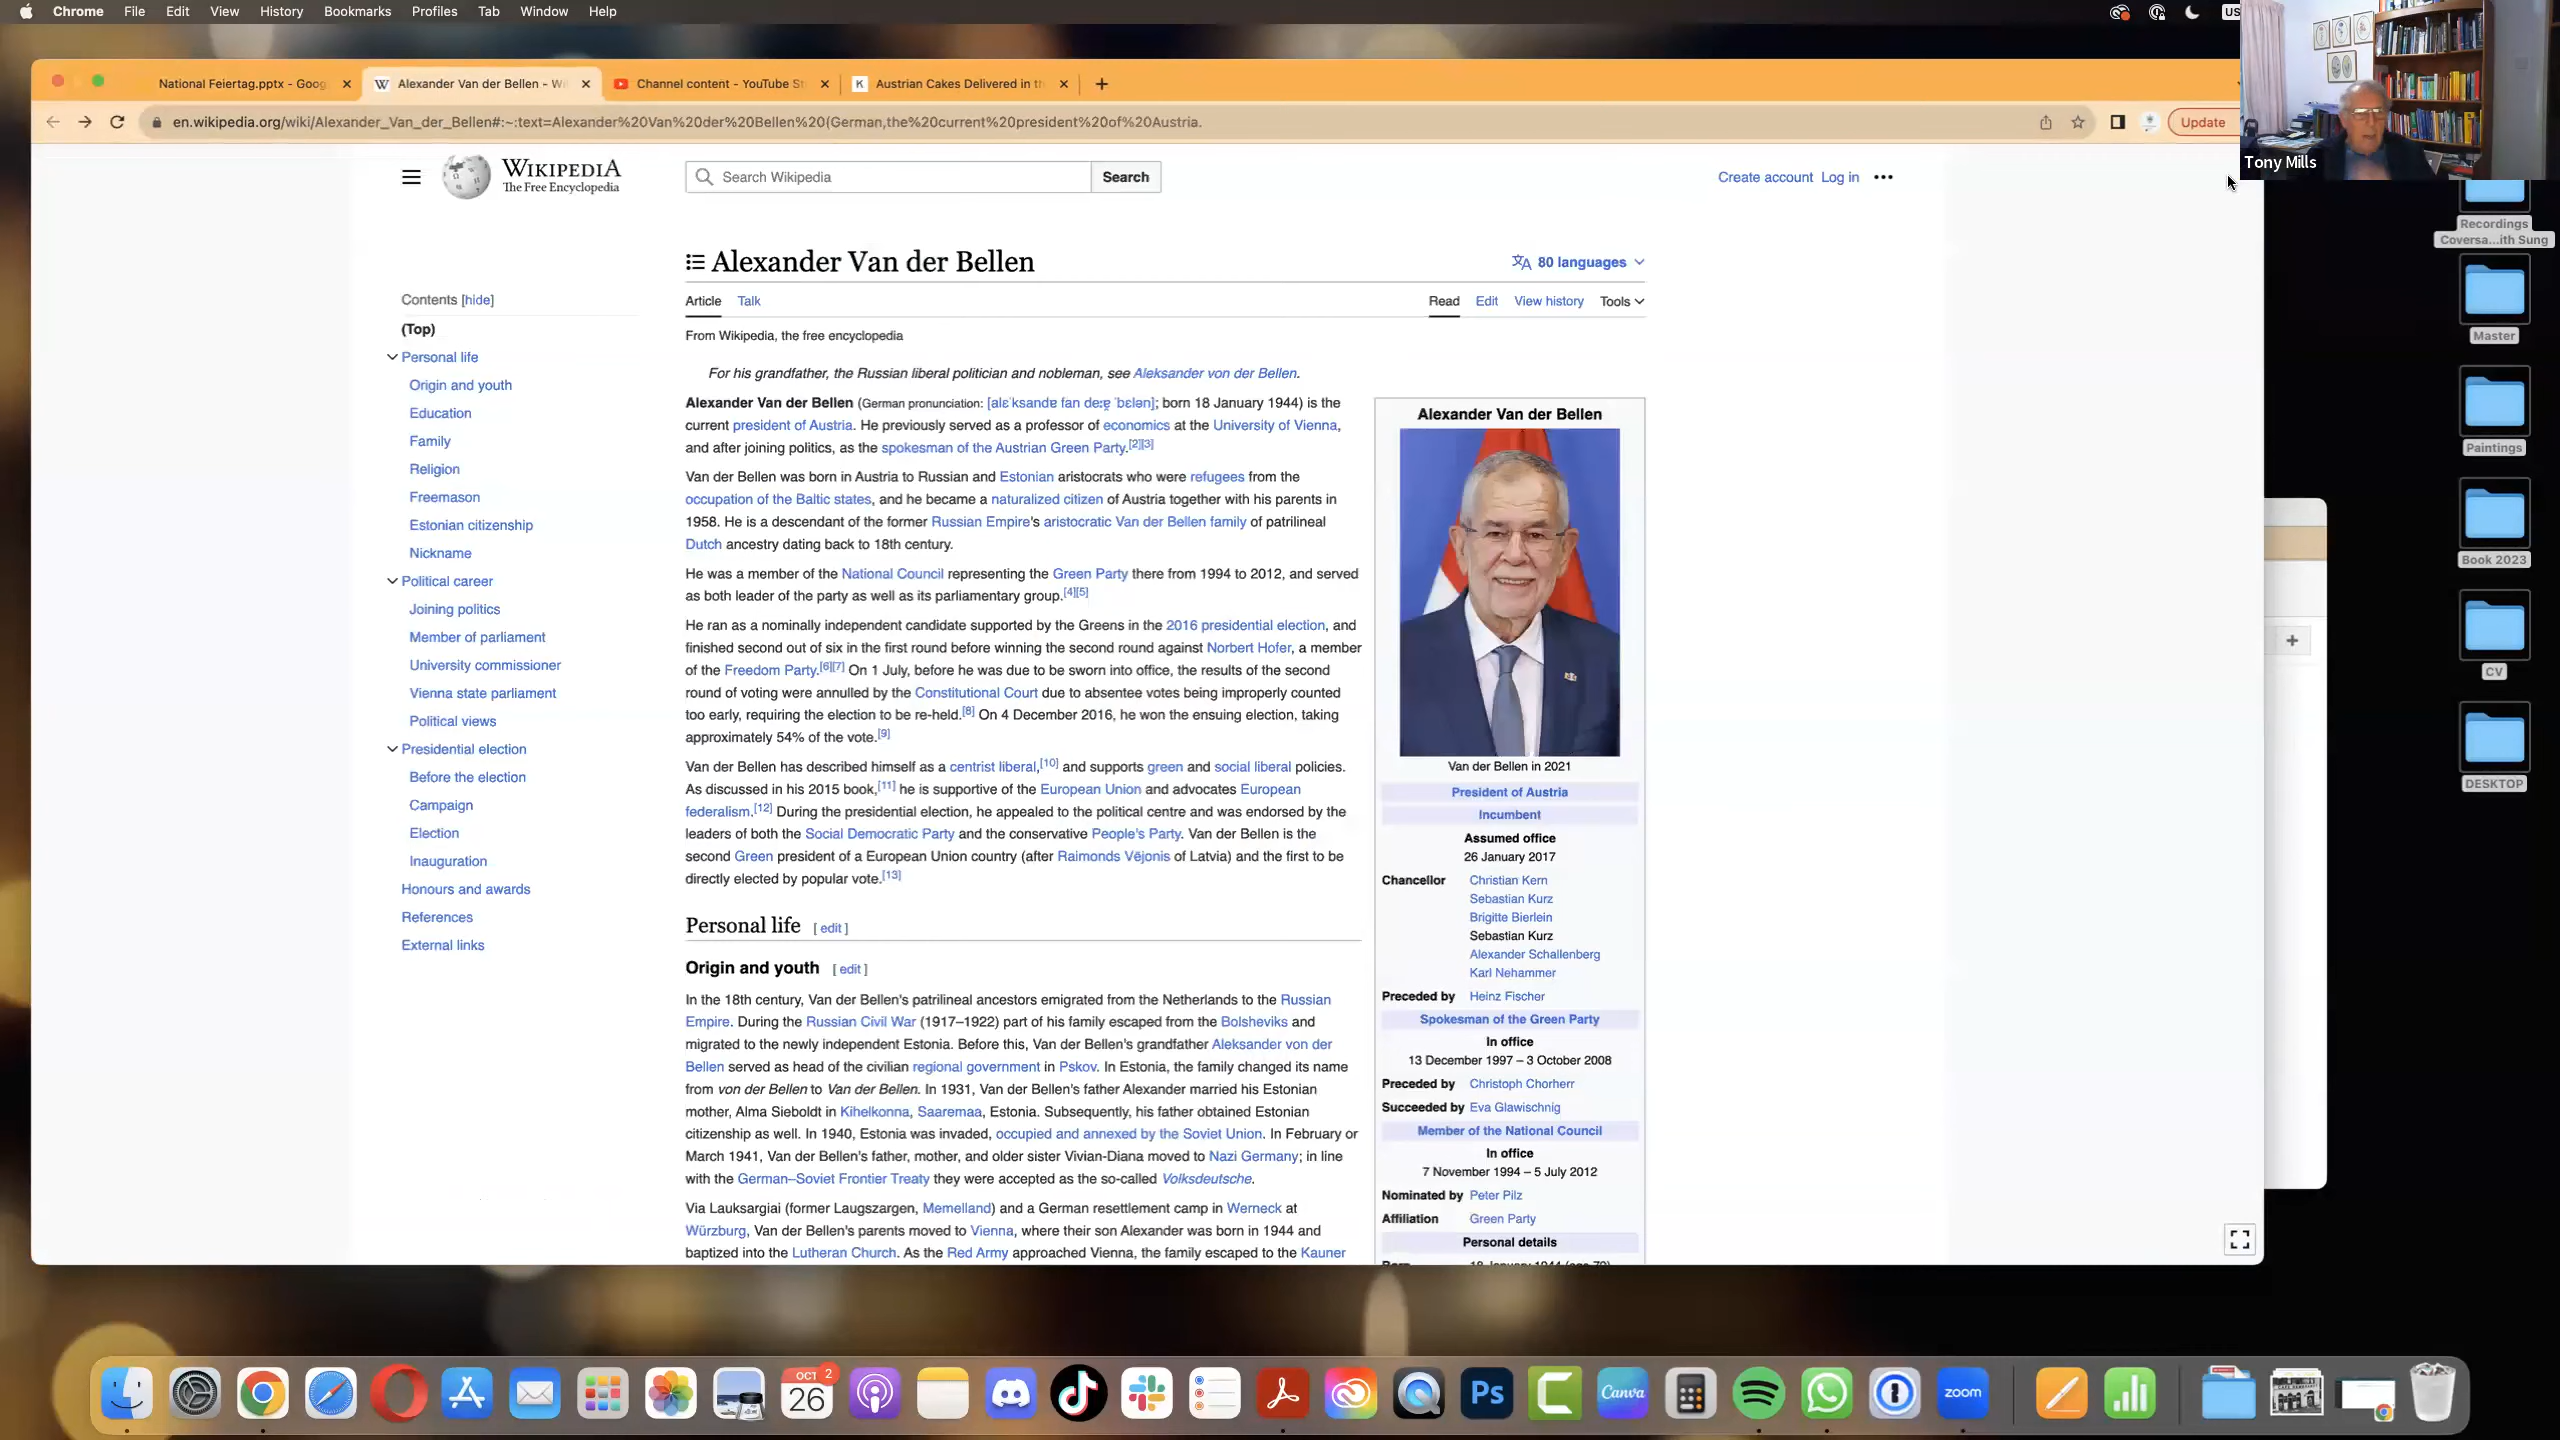 Chrome File Edit View History Bookmarks Profiles Tab Window Help
US
National Feiertag.pptx - Goog
Alexander Van der Bellen - Wi
Channel content - YouTube St
K Austrian Cakes Delivered in th
en.wikipedia.org/wiki/Alexander_Van_der_Bellen#:~:text=Alexander%20Van%20der%20Bellen%20(German,the%20current%20president%20of%20Austria.
Update
Tony Mills
WIKIPEDIA
The Free Encyclopedia
Search Wikipedia
Search
Create account Log in
Alexander Van der Bellen
80 languages
Article Talk
Read Edit View history Tools
From Wikipedia, the free encyclopedia
Contents [hide]
(Top)
Personal life
Origin and youth
Education
Family
Religion
Freemason
Estonian citizenship
Nickname
Political career
Joining politics
Member of parliament
University commissioner
Vienna state parliament
Political views
Presidential election
Before the election
Campaign
Election
Inauguration
Honours and awards
References
External links
For his grandfather, the Russian liberal politician and nobleman, see Aleksander von der Bellen.
Alexander Van der Bellen (German pronunciation: [alɛˈksandɐ fan deːɐ̯ ˈbɛlən]; born 18 January 1944) is the
current president of Austria. He previously served as a professor of economics at the University of Vienna,
and after joining politics, as the spokesman of the Austrian Green Party.[2][3]
Van der Bellen was born in Austria to Russian and Estonian aristocrats who were refugees from the
occupation of the Baltic states, and he became a naturalized citizen of Austria together with his parents in
1958. He is a descendant of the former Russian Empire's aristocratic Van der Bellen family of patrilineal
Dutch ancestry dating back to 18th century.
He was a member of the National Council representing the Green Party there from 1994 to 2012, and served
as both leader of the party as well as its parliamentary group.[4][5]
He ran as a nominally independent candidate supported by the Greens in the 2016 presidential election, and
finished second out of six in the first round before winning the second round against Norbert Hofer, a member
of the Freedom Party.[6][7] On 1 July, before he was due to be sworn into office, the results of the second
round of voting were annulled by the Constitutional Court due to absentee votes being improperly counted
too early, requiring the election to be re-held.[8] On 4 December 2016, he won the ensuing election, taking
approximately 54% of the vote.[9]
Van der Bellen has described himself as a centrist liberal,[10] and supports green and social liberal policies.
As discussed in his 2015 book,[11] he is supportive of the European Union and advocates European
federalism.[12] During the presidential election, he appealed to the political centre and was endorsed by the
leaders of both the Social Democratic Party and the conservative People's Party. Van der Bellen is the
second Green president of a European Union country (after Raimonds Vējonis of Latvia) and the first to be
directly elected by popular vote.[13]
Personal life [ edit ]
Origin and youth [ edit ]
In the 18th century, Van der Bellen's patrilineal ancestors emigrated from the Netherlands to the Russian
Empire. During the Russian Civil War (1917–1922) part of his family escaped from the Bolsheviks and
migrated to the newly independent Estonia. Before this, Van der Bellen's grandfather Aleksander von der
Bellen served as head of the civilian regional government in Pskov. In Estonia, the family changed its name
from von der Bellen to Van der Bellen. In 1931, Van der Bellen's father Alexander married his Estonian
mother, Alma Sieboldt in Kihelkonna, Saaremaa, Estonia. Subsequently, his father obtained Estonian
citizenship as well. In 1940, Estonia was invaded, occupied and annexed by the Soviet Union. In February or
March 1941, Van der Bellen's father, mother, and older sister Vivian-Diana moved to Nazi Germany; in line
with the German–Soviet Frontier Treaty they were accepted as the so-called Volksdeutsche.
Via Lauksargiai (former Laugszargen, Memelland) and a German resettlement camp in Werneck at
Würzburg, Van der Bellen's parents moved to Vienna, where their son Alexander was born in 1944 and
baptized into the Lutheran Church. As the Red Army approached Vienna, the family escaped to the Kauner
Alexander Van der Bellen
Van der Bellen in 2021
President of Austria
Incumbent
Assumed office
26 January 2017
Chancellor Christian Kern
Sebastian Kurz
Brigitte Bierlein
Sebastian Kurz
Alexander Schallenberg
Karl Nehammer
Preceded by Heinz Fischer
Spokesman of the Green Party
In office
13 December 1997 – 3 October 2008
Preceded by Christoph Chorherr
Succeeded by Eva Glawischnig
Member of the National Council
In office
7 November 1994 – 5 July 2012
Nominated by Peter Pilz
Affiliation Green Party
Personal details
Recordings
Coversa...ith Sung
Master
Paintings
Book 2023
CV
DESKTOP
OCT 2
26
Ps
Canva
zoom